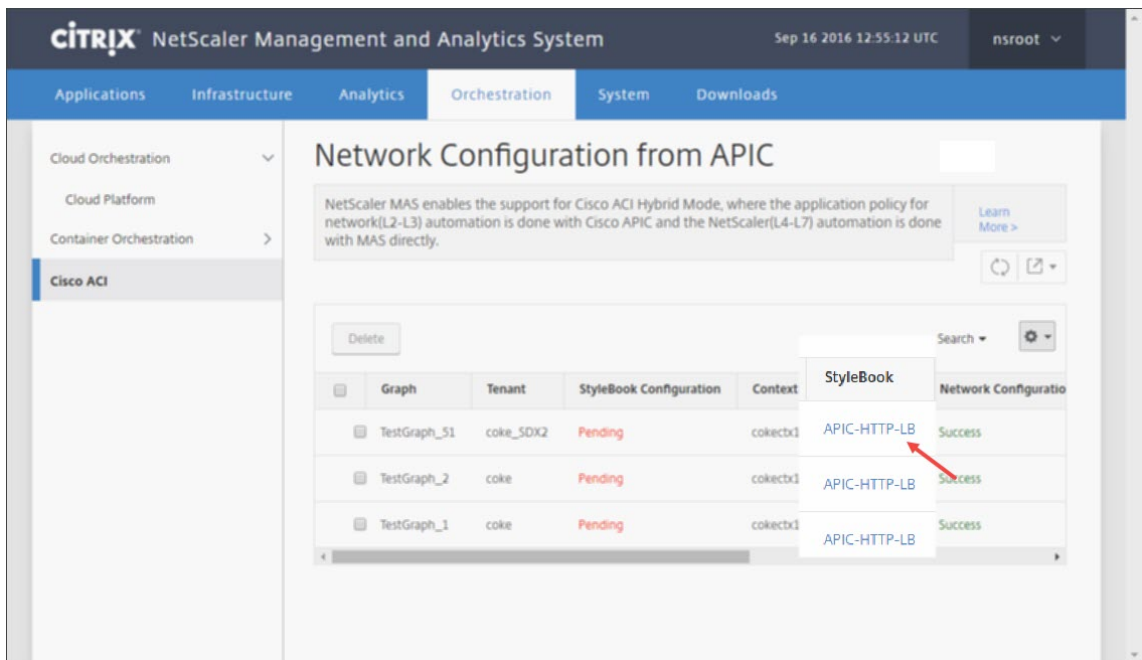 CİTRIX NetScaler Management and Analytics System
Sep 16 2016 12:55:12 UTC
nsroot
Applications Infrastructure Analytics Orchestration System Downloads
Cloud Orchestration
Cloud Platform
Container Orchestration
Cisco ACI
Network Configuration from APIC
NetScaler MAS enables the support for Cisco ACI Hybrid Mode, where the application policy for
network(L2-L3) automation is done with Cisco APIC and the NetScaler(L4-L7) automation is done
with MAS directly.
Learn
More >
Delete
Search
Graph Tenant StyleBook Configuration Context StyleBook Network Configuratio
TestGraph_51 coke_SDX2 Pending cokectx1 APIC-HTTP-LB Success
TestGraph_2 coke Pending cokectx1 APIC-HTTP-LB Success
TestGraph_1 coke Pending cokectx1 APIC-HTTP-LB Success